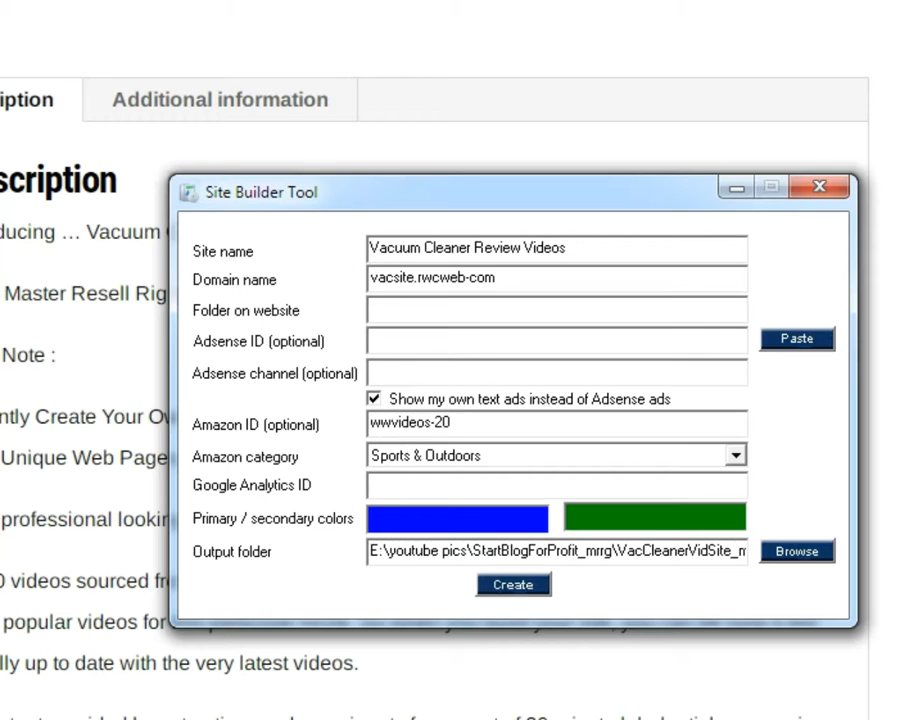 iption
Additional information
scription
ducing … Vacuum
Master Resell Rig
Note :
ntly Create Your Ow
Unique Web Page
professional lookin
0 videos sourced fr
popular videos for
lly up to date with the very latest videos.
Site Builder Tool
Site name
Vacuum Cleaner Review Videos
Domain name
vacsite.rwcweb-com
Folder on website
Adsense ID (optional)
Paste
Adsense channel (optional)
Show my own text ads instead of Adsense ads
Amazon ID (optional)
wwvideos-20
Amazon category
Sports & Outdoors
Google Analytics ID
Primary / secondary colors
Output folder
E:\youtube pics\StartBlogForProfit_mrrg\VacCleanerVidSite_m
Browse
Create